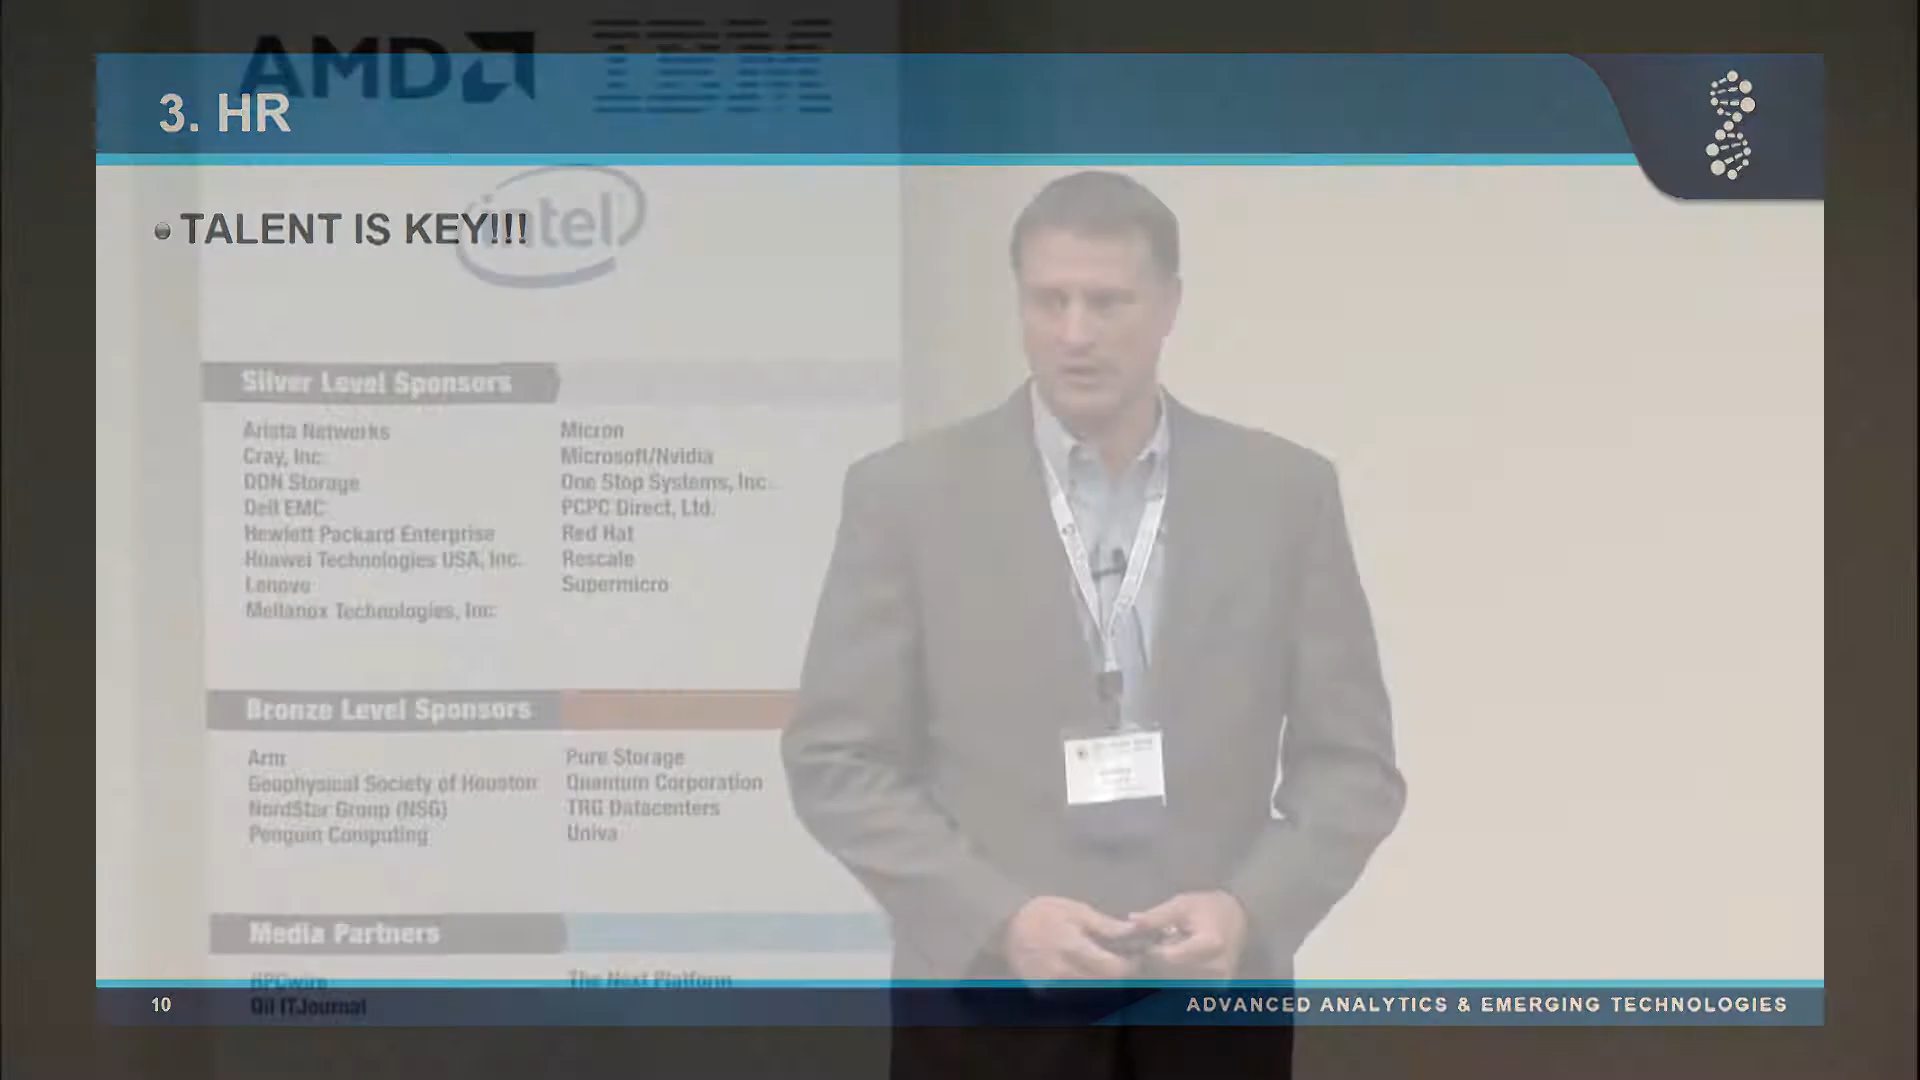 AMD IBM
3. HR
TALENT IS KEY!!!
intel
Silver Level Sponsors
Arista Networks
Cray, Inc.
DDN Storage
Dell EMC
Hewlett Packard Enterprise
Huawei Technologies USA, Inc.
Lenovo
Mellanox Technologies, Inc.
Micron
Microsoft/Nvidia
One Stop Systems, Inc.
PCPC Direct, Ltd.
Red Hat
Rescale
Supermicro
Bronze Level Sponsors
Arm
Geophysical Society of Houston
NordStar Group (NSG)
Penguin Computing
Pure Storage
Quantum Corporation
TRG Datacenters
Univa
Media Partners
HPCwire
Oil ITJournal
The Next Platform
10
ADVANCED ANALYTICS & EMERGING TECHNOLOGIES